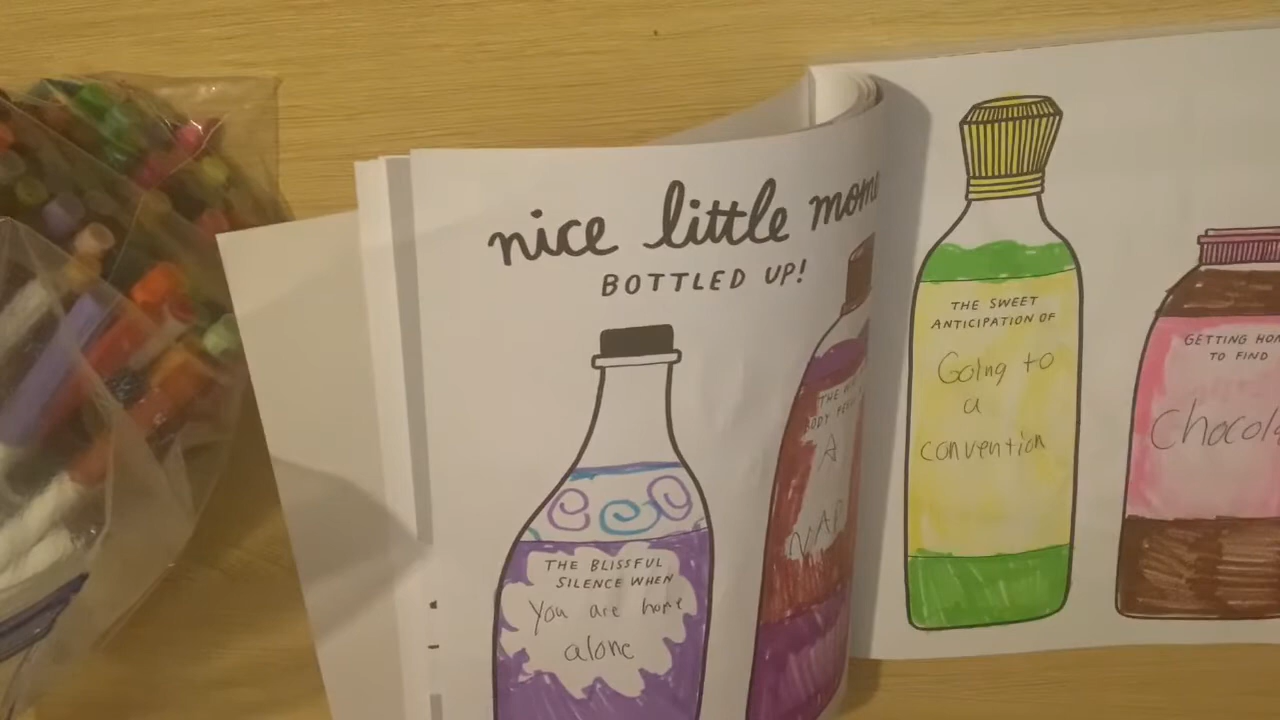 nice little mom
BOTTLED UP!
THE BLISSFUL
SILENCE WHEN
you are home
alone
A
THE SWEET
ANTICIPATION OF
Going to
a
convention
GETTING HOM
TO FIND
Chocol